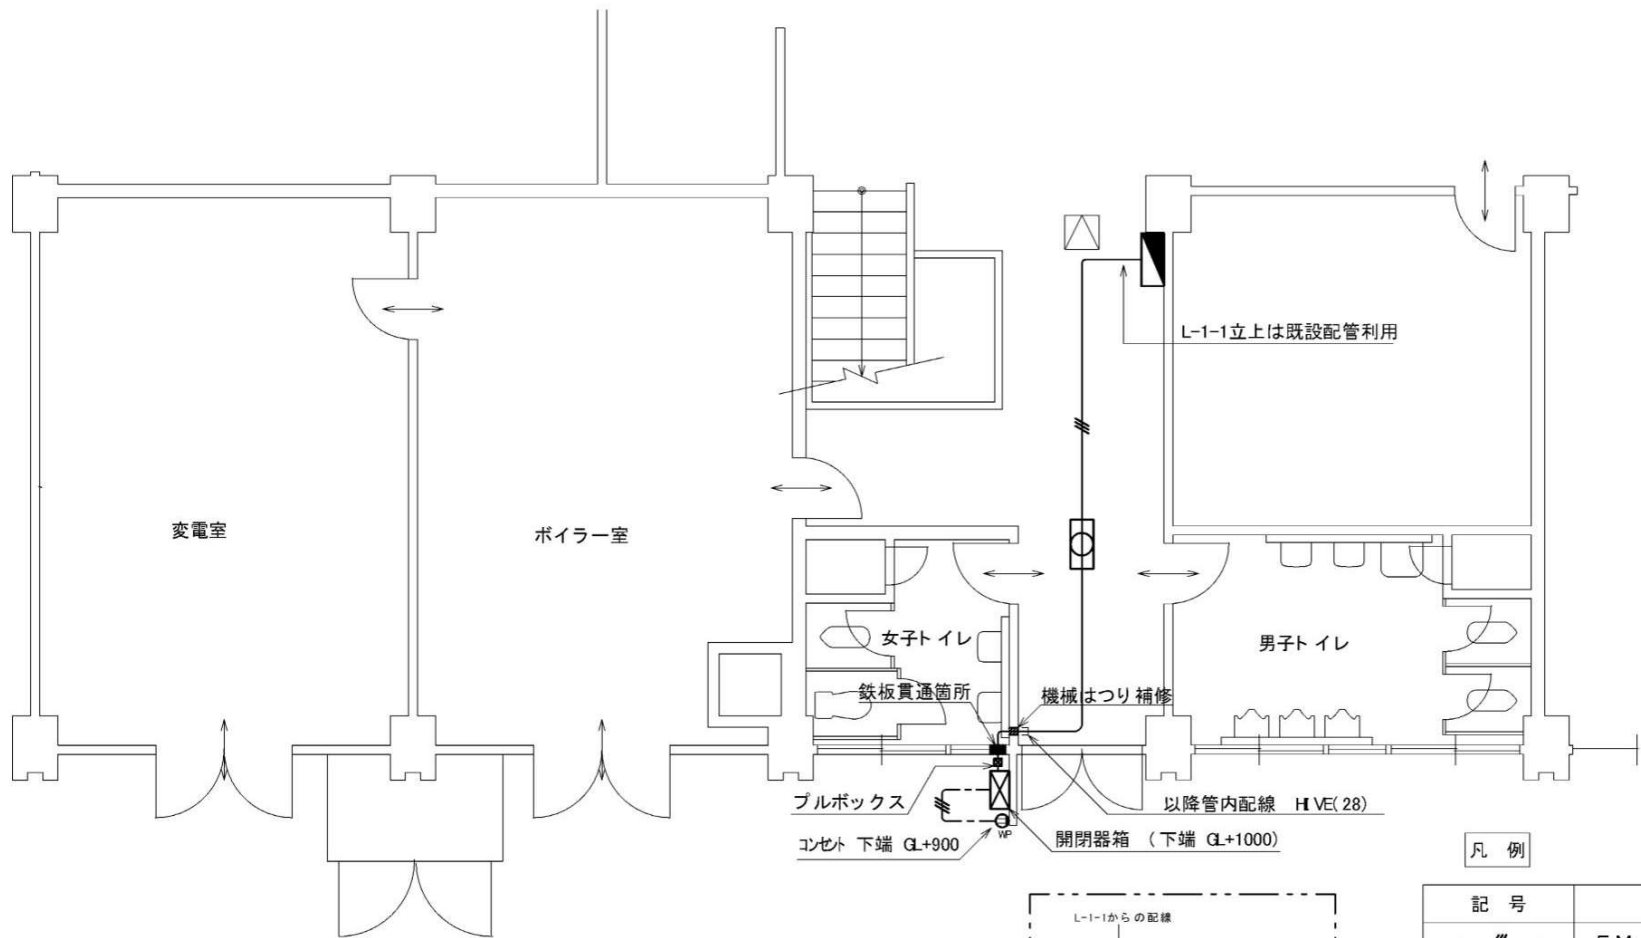 L-1-1立上は既設配管利用
変電室
ボイラー室
女子トイレ
男子トイレ
鉄板貫通箇所
機械はつり補修
プルボックス
以降管内配線 HIVE(28)
コンセント 下端 GL+900
WP
開閉器箱 (下端 GL+1000)
凡 例
記 号
L-1-1からの配線